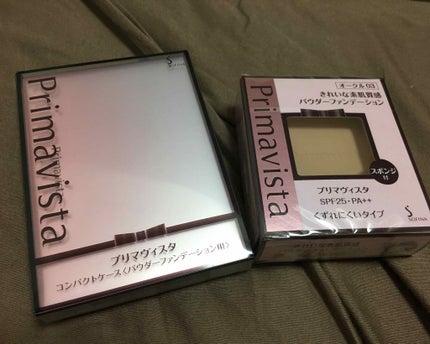 Primavista
プリマヴィスタ
コンパクトケース〈パウダーファンデーション用〉
Primavista
オークル03
きれいな素肌質感
パウダーファンデーション
スポンジ
付
プリマヴィスタ
SPF25・PA++
くずれにくいタイプ
S
SOFINA